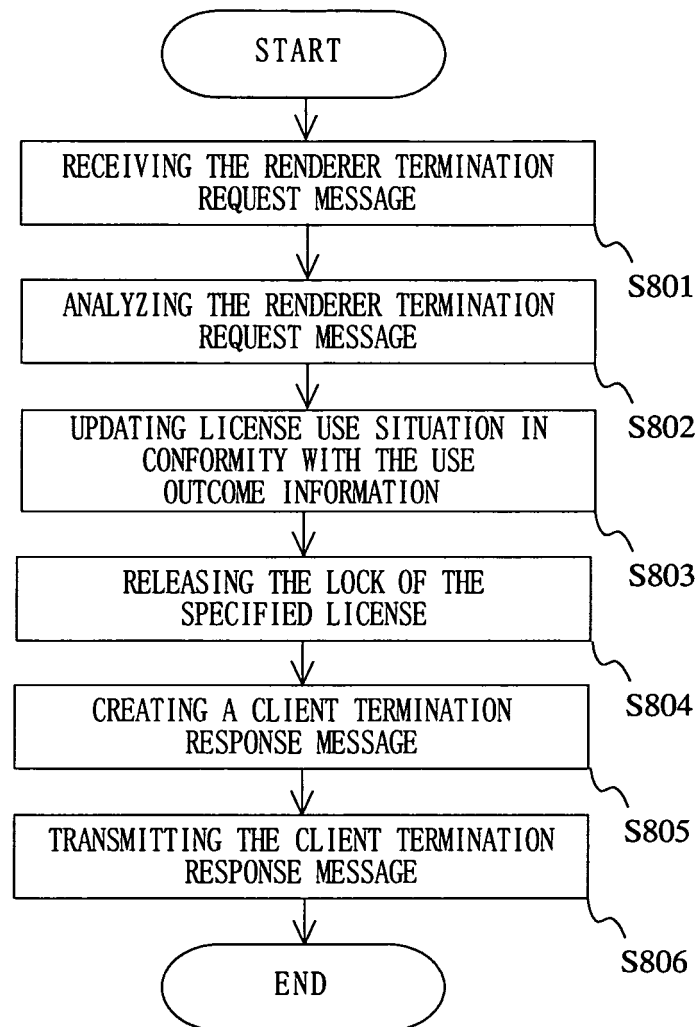 START
RECEIVING THE RENDERER TERMINATION
REQUEST MESSAGE
S801
ANALYZING THE RENDERER TERMINATION
REQUEST MESSAGE
S802
UPDATING LICENSE USE SITUATION IN
CONFORMITY WITH THE USE
OUTCOME INFORMATION
S803
RELEASING THE LOCK OF THE
SPECIFIED LICENSE
S804
CREATING A CLIENT TERMINATION
RESPONSE MESSAGE
S805
TRANSMITTING THE CLIENT TERMINATION
RESPONSE MESSAGE
S806
END